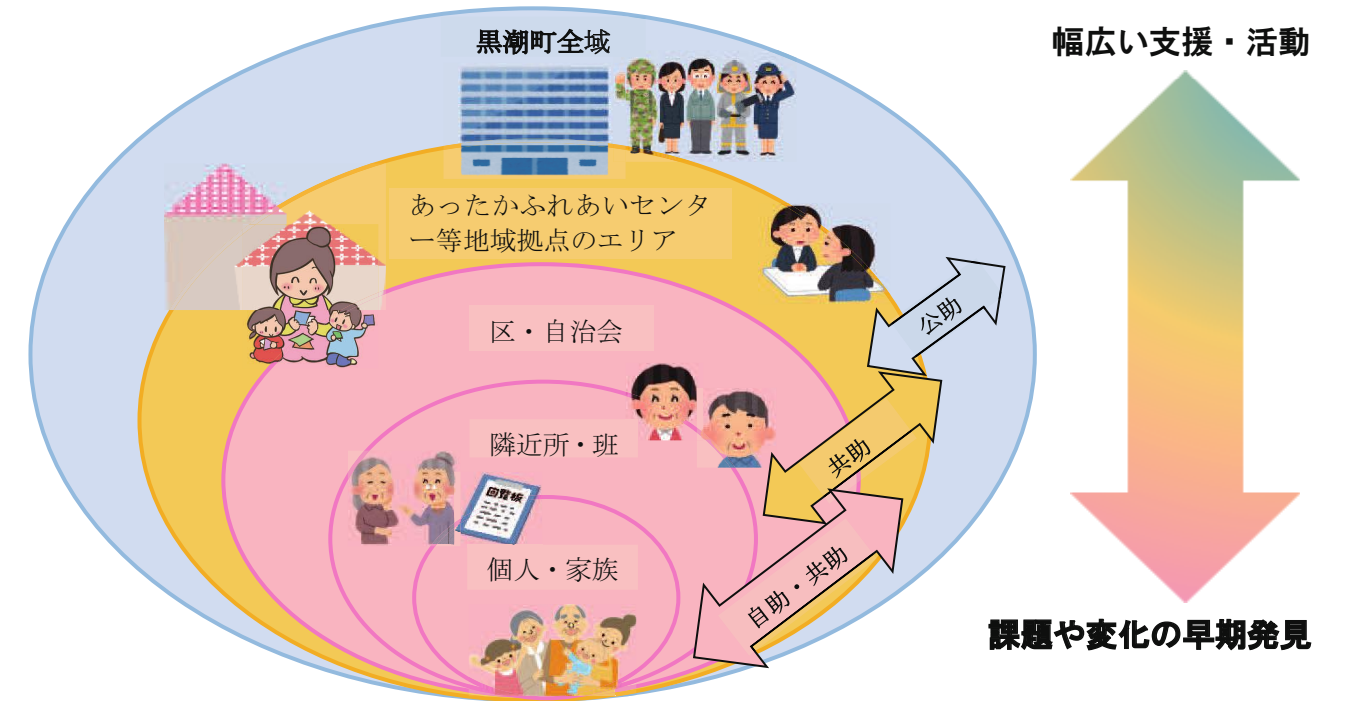 黒潮町全域
幅広い支援・活動
あったかふれあいセンタ
ー等地域拠点のエリア
公助
区・自治会
共助
隣近所・班
回覧板
自助・共助
個人・家族
課題や変化の早期発見